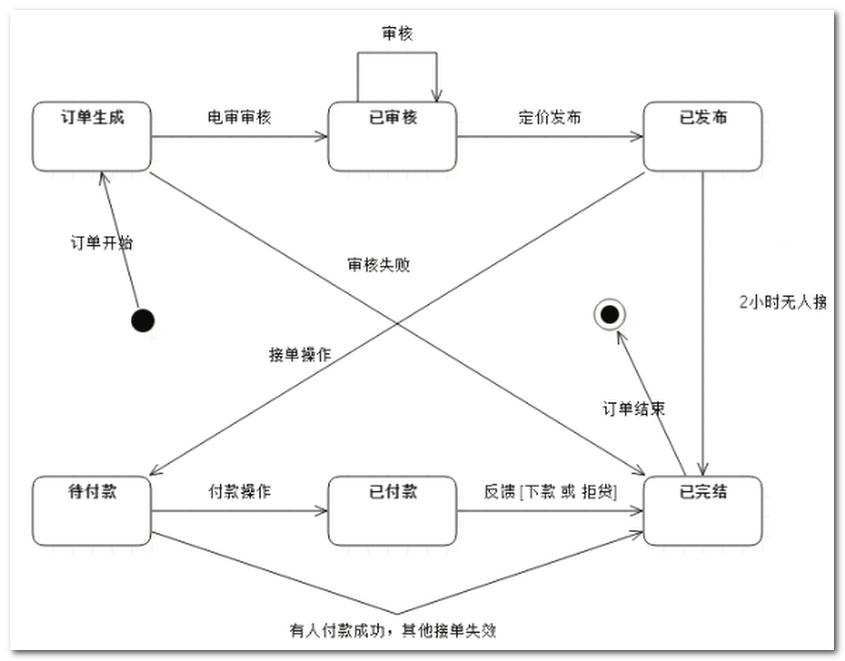 审核
订单生成
电审审核
已审核
定价发布
已发布
订单开始
审核失败
2小时无人接
接单操作
订单结束
待付款
付款操作
已付款
反馈 [下款 或 拒贷]
已完结
有人付款成功，其他接单失效